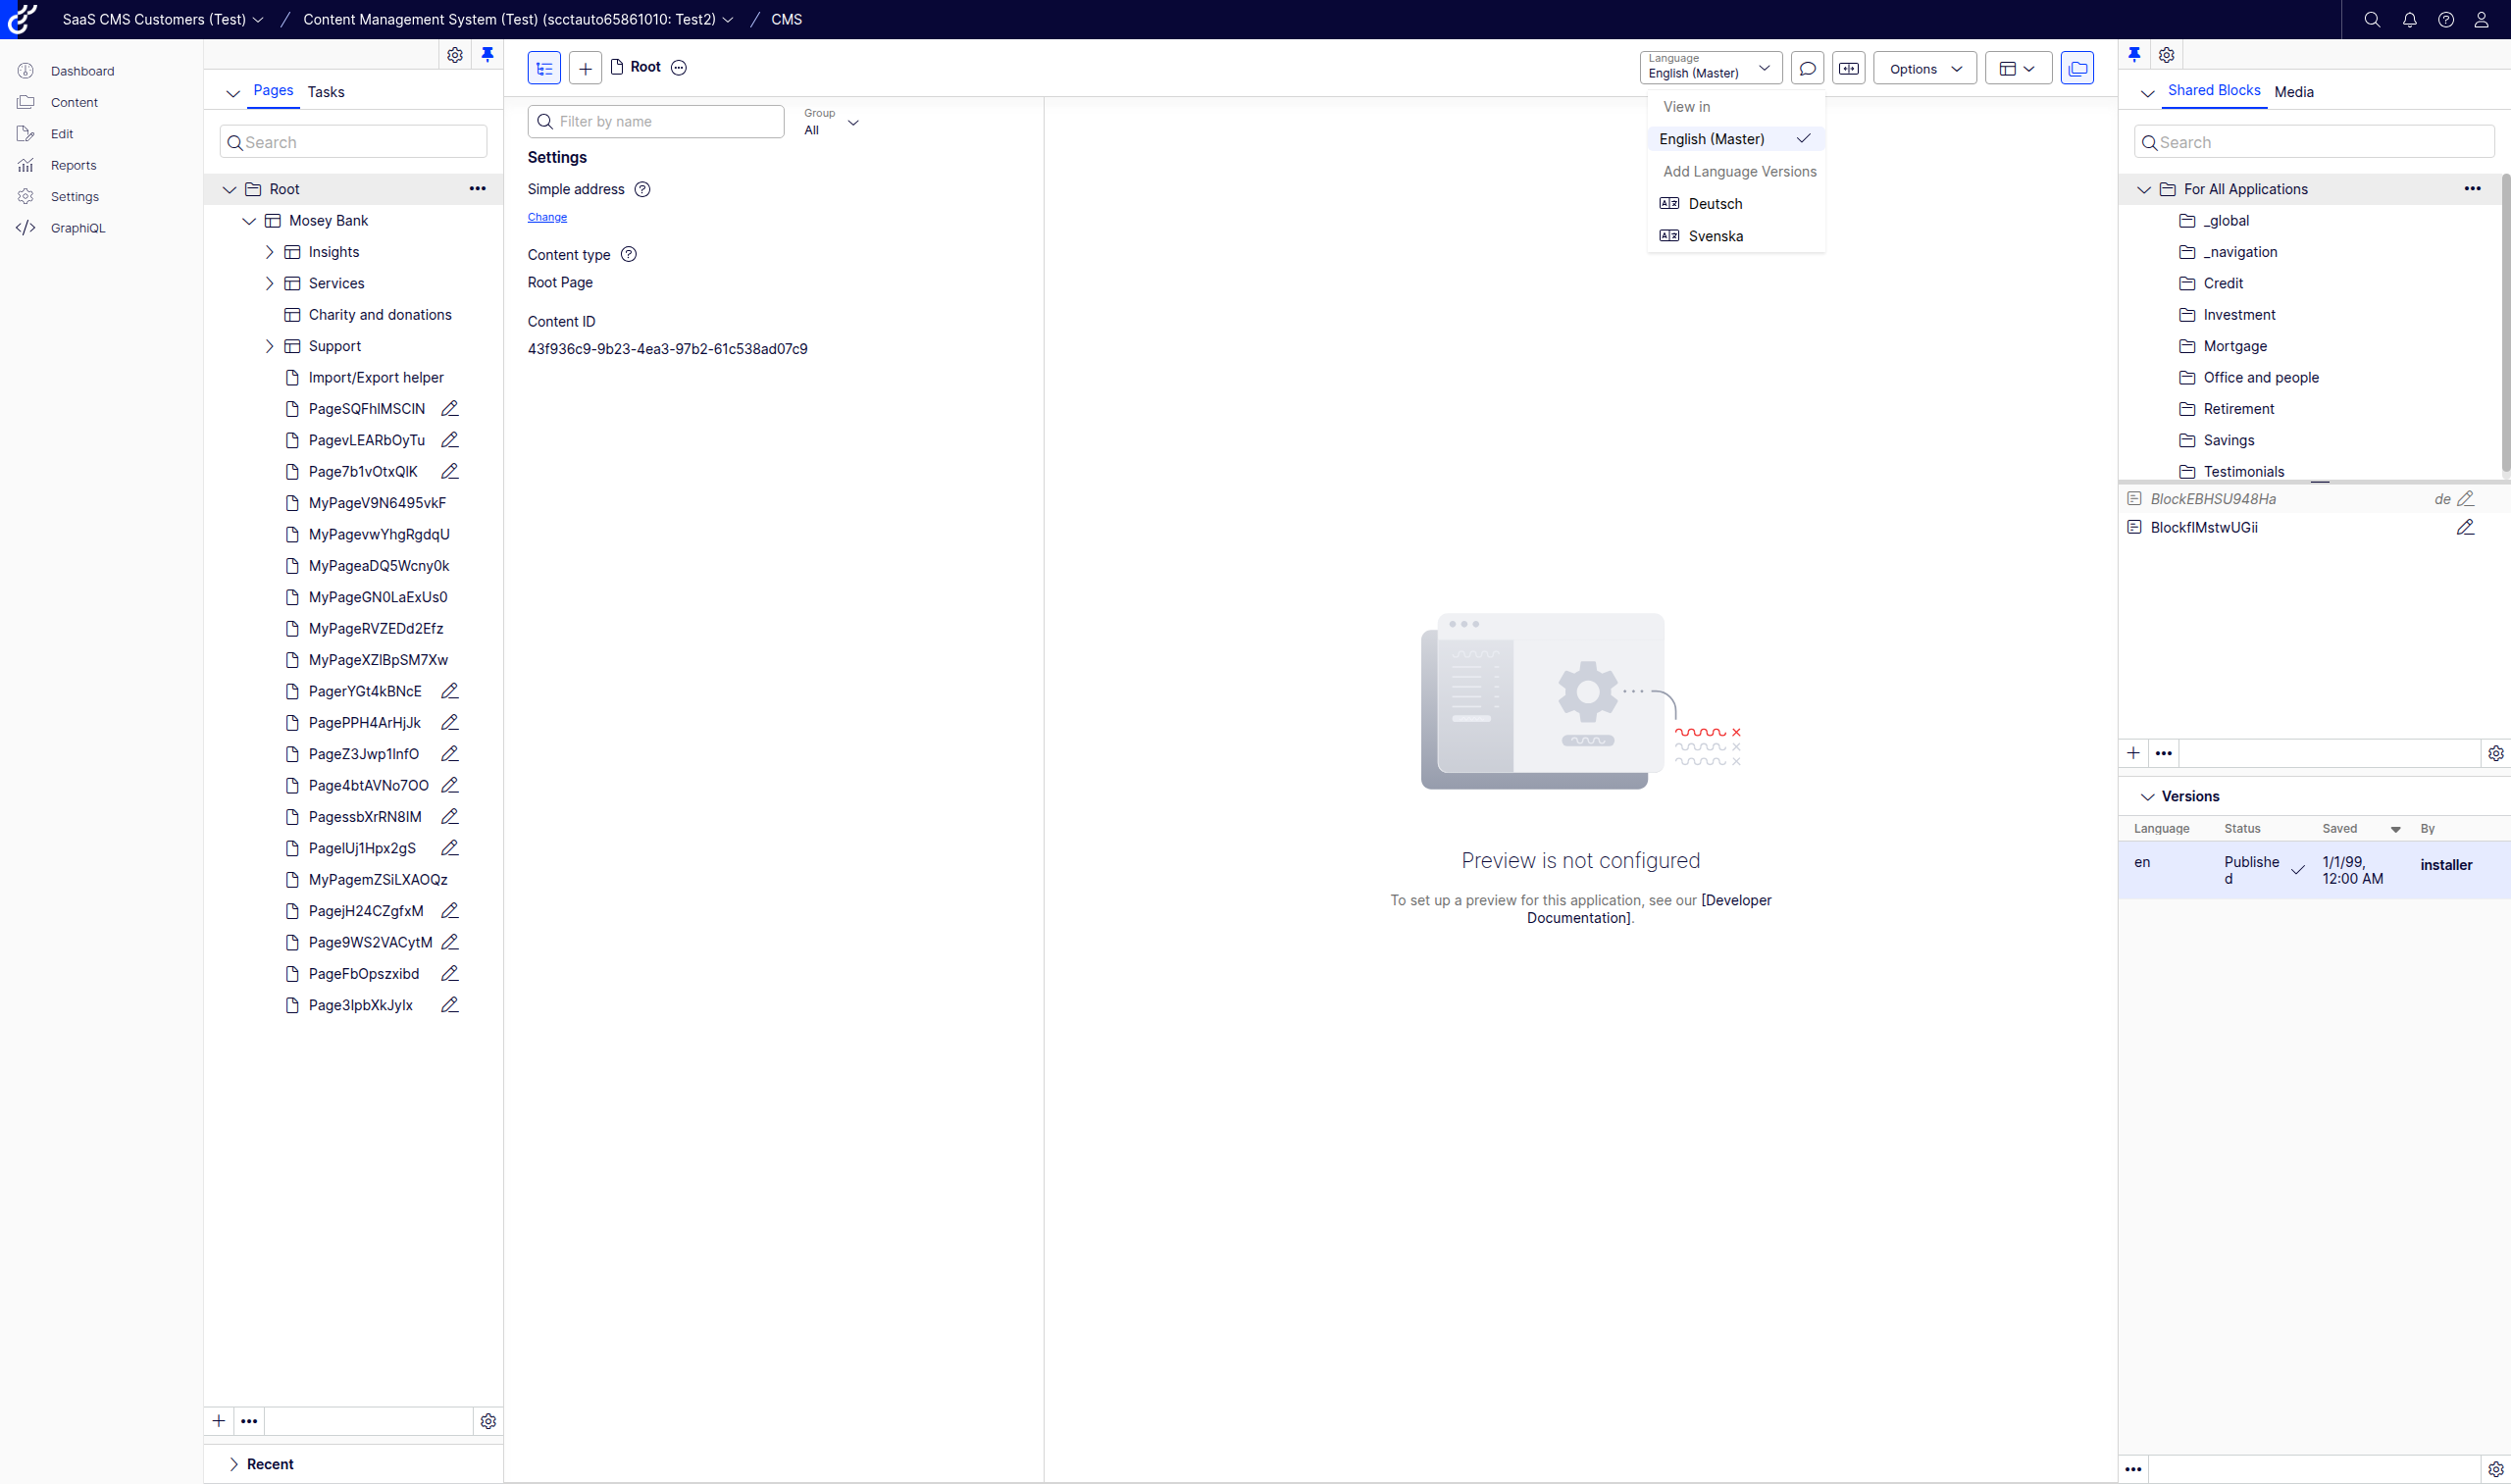 SaaS CMS Customers (Test) / Content Management System (Test) (scctauto65861010: Test2) / CMS
Dashboard
Content
Edit
Reports
Settings
GraphiQL
Pages Tasks
Search
Root
Mosey Bank
Insights
Services
Charity and donations
Support
Import/Export helper
PageSQFhlMSCIN
PagevLEARbOyTu
Page7b1vOtxQIK
MyPageV9N6495vkF
MyPagevwYhgRgdqU
MyPageaDQ5Wcny0k
MyPageGN0LaExUs0
MyPageRVZEDd2Efz
MyPageXZlBpSM7Xw
PagerYGt4kBNcE
PagePPH4ArHjJk
PageZ3Jwp1lnfO
Page4btAVNo7OO
PagessbXrRN8IM
PagelUj1Hpx2gS
MyPagemZSiLXAOQz
PagejH24CZgfxM
Page9WS2VACytM
PageFbOpszxibd
Page3lpbXkJyIx
Recent
Root
Language
English (Master)
Options
Filter by name
Group
All
Settings
Simple address
Change
Content type
Root Page
Content ID
43f936c9-9b23-4ea3-97b2-61c538ad07c9
View in
English (Master)
Add Language Versions
Deutsch
Svenska
Preview is not configured
To set up a preview for this application, see our [Developer
Documentation].
Shared Blocks Media
Search
For All Applications
_global
_navigation
Credit
Investment
Mortgage
Office and people
Retirement
Savings
Testimonials
BlockEBHSU948Ha de
BlockflMstwUGii
Versions
Language Status Saved By
en Publishe 1/1/99, installer
d 12:00 AM